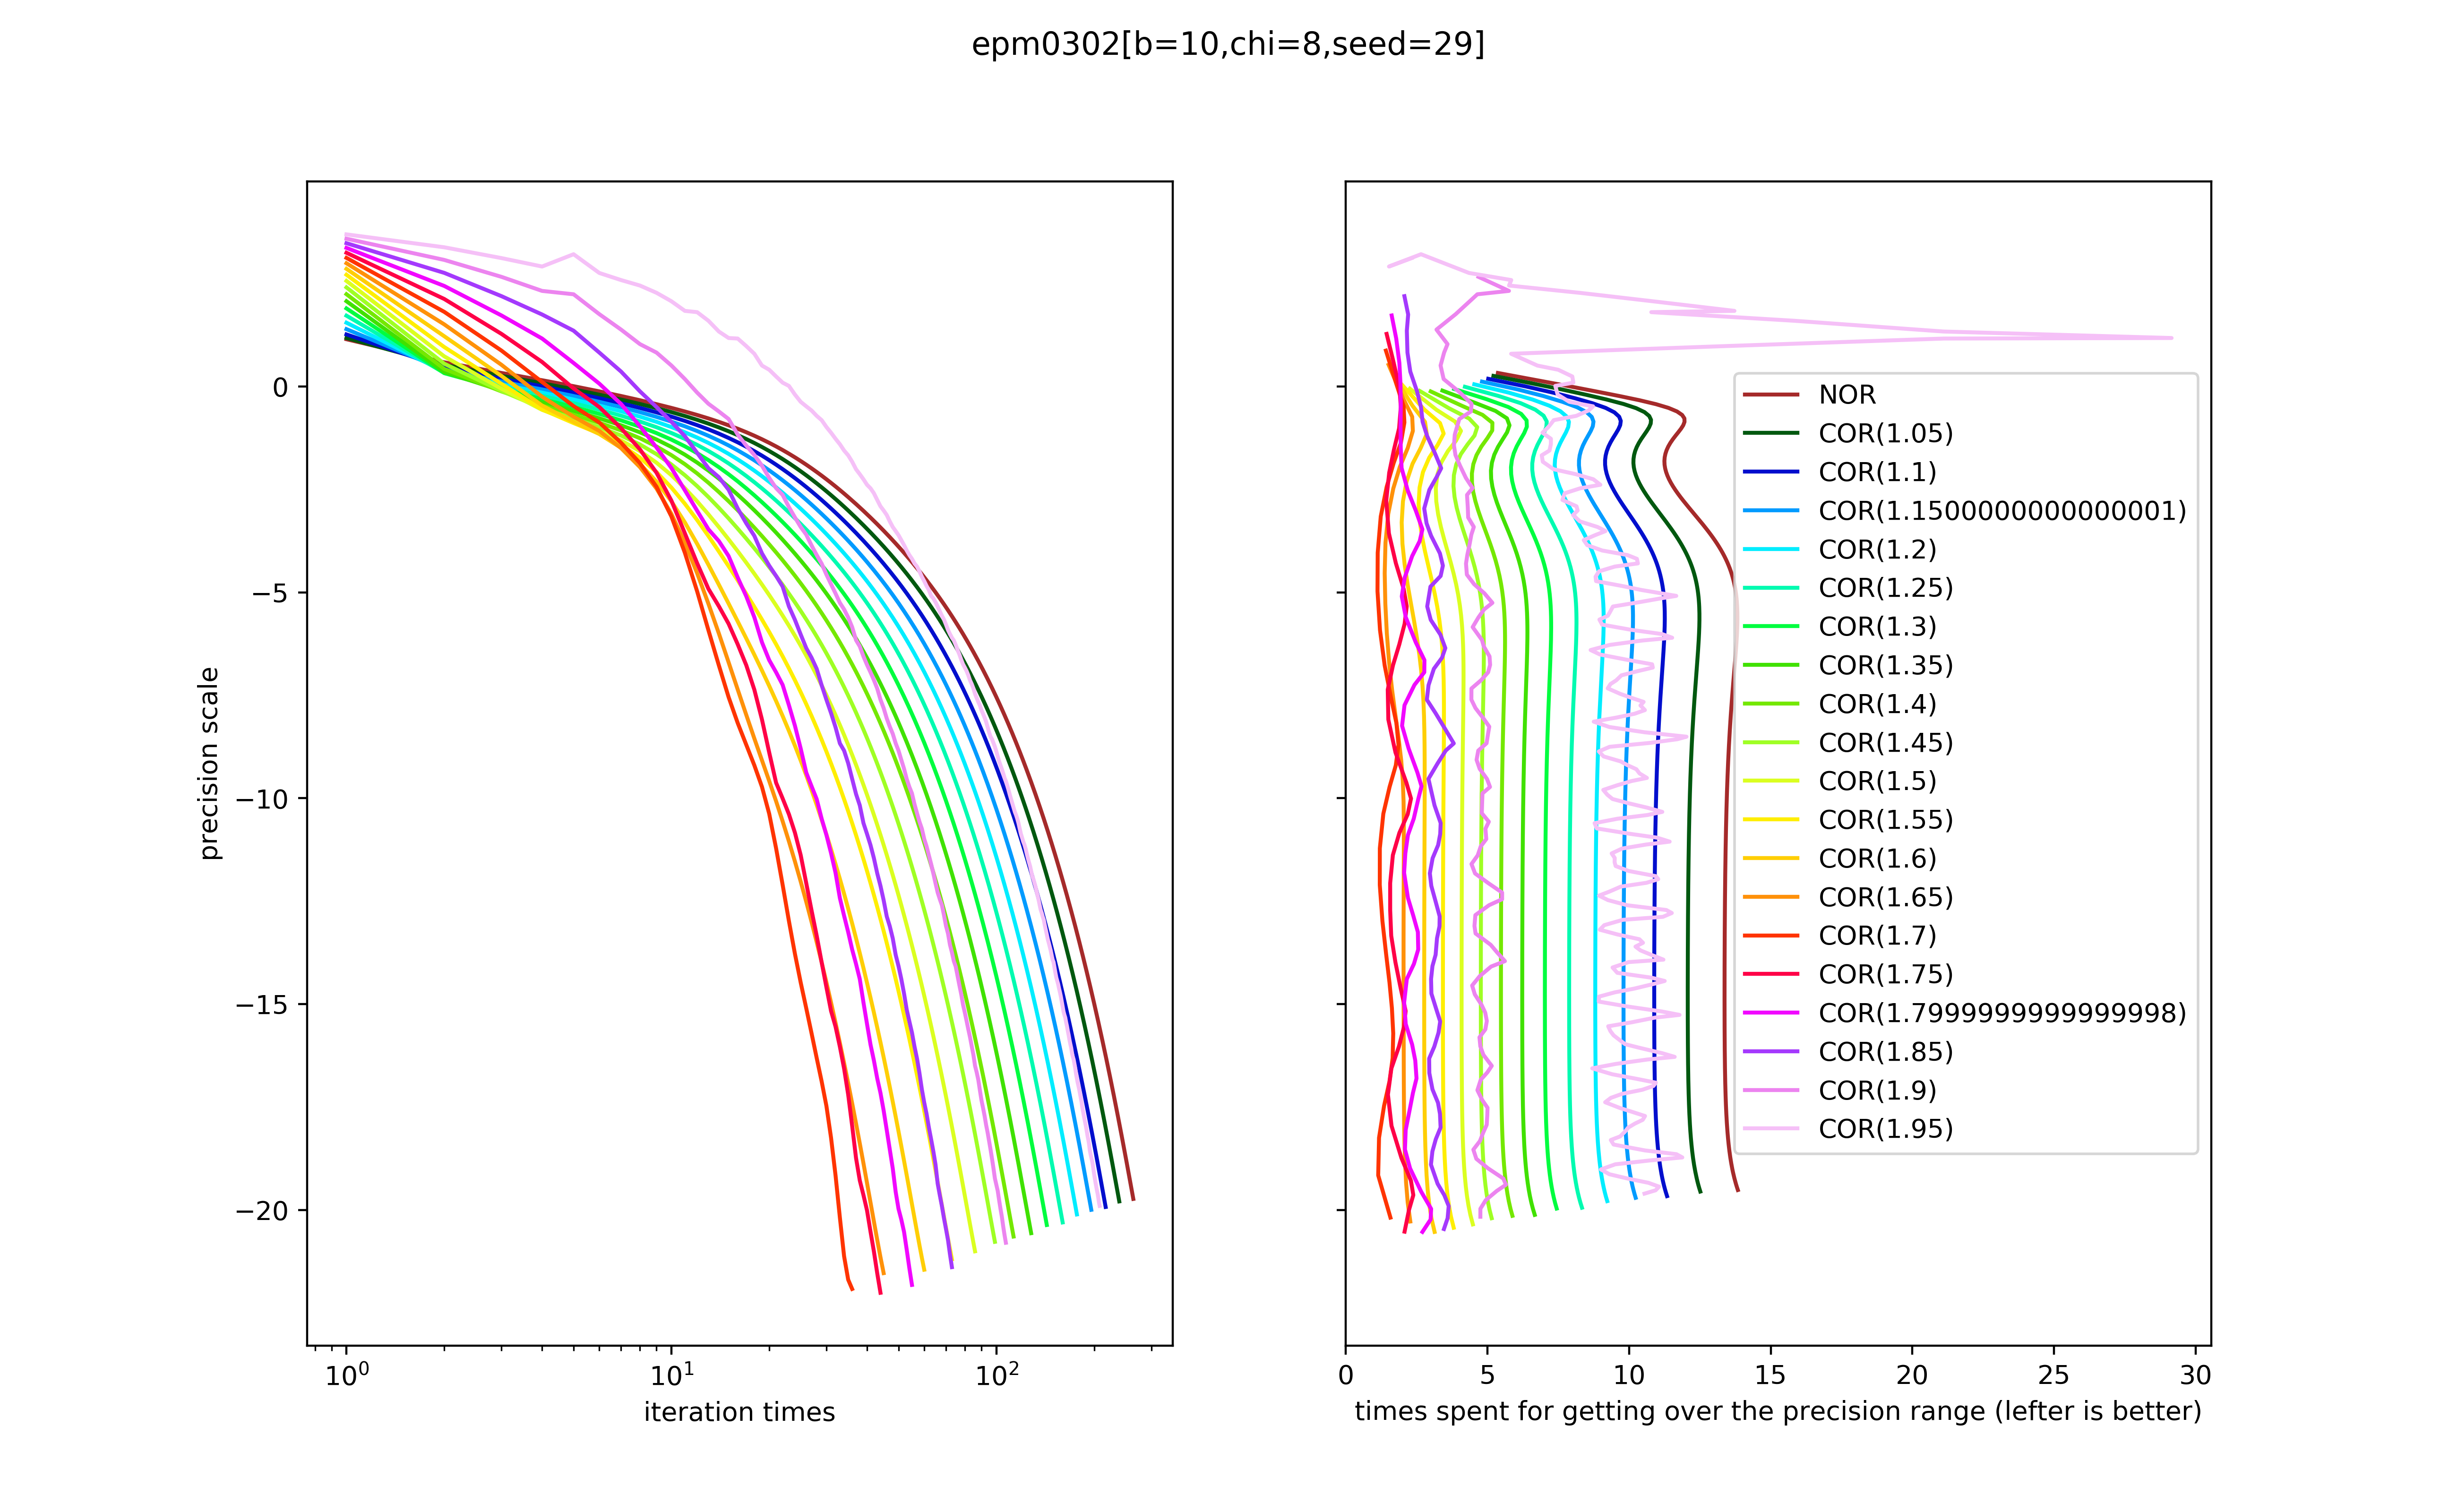 epm0302[b=10,chi=8,seed=29]
precision scale
0
−5
−10
−15
−20
10⁰ 10¹ 10²
iteration times
NOR
COR(1.05)
COR(1.1)
COR(1.1500000000000001)
COR(1.2)
COR(1.25)
COR(1.3)
COR(1.35)
COR(1.4)
COR(1.45)
COR(1.5)
COR(1.55)
COR(1.6)
COR(1.65)
COR(1.7)
COR(1.75)
COR(1.7999999999999998)
COR(1.85)
COR(1.9)
COR(1.95)
0 5 10 15 20 25 30
times spent for getting over the precision range (lefter is better)